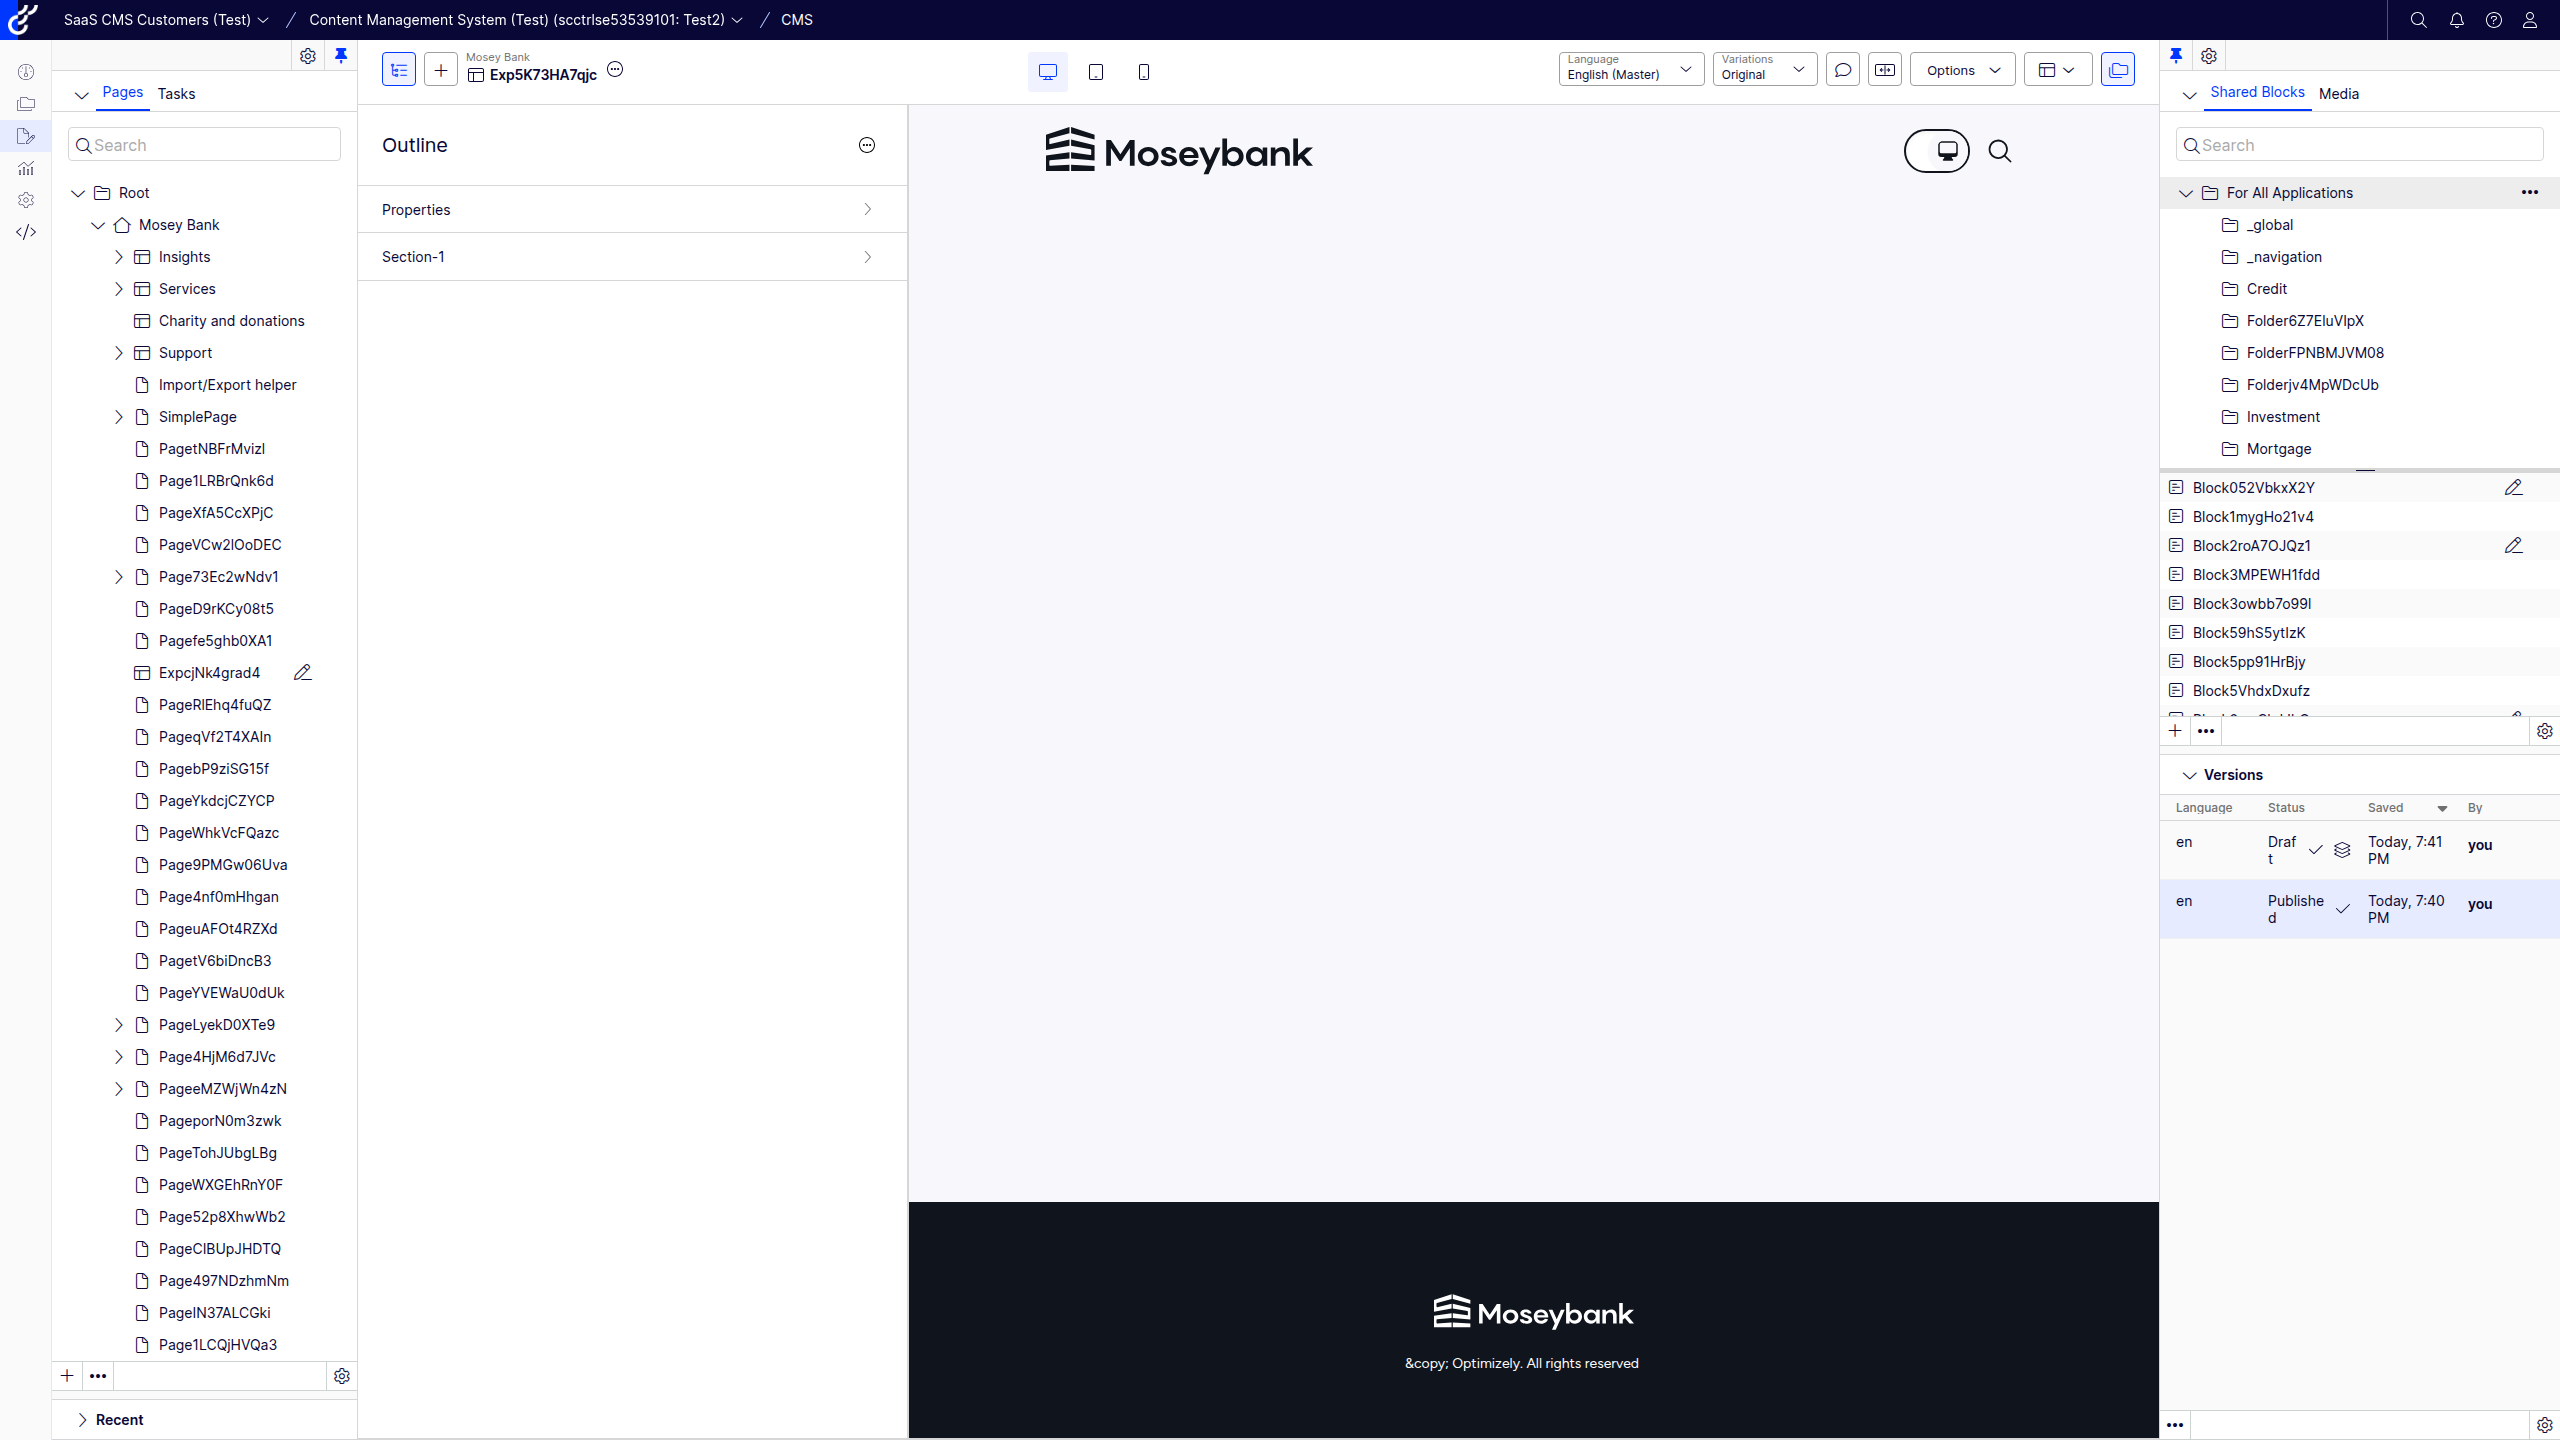 SaaS CMS Customers (Test) / Content Management System (Test) (scctrlse53539101: Test2) / CMS
Pages Tasks
Search
Root
Mosey Bank
Insights
Services
Charity and donations
Support
Import/Export helper
SimplePage
PagetNBFrMvizI
Page1LRBrQnk6d
PageXfA5CcXPjC
PageVCw2lOoDEC
Page73Ec2wNdv1
PageD9rKCy08t5
Pagefe5ghb0XA1
ExpcjNk4grad4
PageRlEhq4fuQZ
PageqVf2T4XAln
PagebP9ziSG15f
PageYkdcjCZYCP
PageWhkVcFQazc
Page9PMGw06Uva
Page4nf0mHhgan
PageuAFOt4RZXd
PagetV6biDncB3
PageYVEWaU0dUk
PageLyekD0XTe9
Page4HjM6d7JVc
PageeMZWjWn4zN
PageporN0m3zwk
PageTohJUbgLBg
PageWXGEhRnY0F
Page52p8XhwWb2
PageClBUpJHDTQ
Page497NDzhmNm
PageIN37ALCGki
Page1LCQjHVQa3
Recent
Mosey Bank
Exp5K73HA7qjc
Language
English (Master)
Variations
Original
Options
Outline
Properties
Section-1
Moseybank
Moseybank
&copy; Optimizely. All rights reserved
Shared Blocks Media
Search
For All Applications
_global
_navigation
Credit
Folder6Z7EluVlpX
FolderFPNBMJVM08
Folderjv4MpWDcUb
Investment
Mortgage
Block052VbkxX2Y
Block1mygHo21v4
Block2roA7OJQz1
Block3MPEWH1fdd
Block3owbb7o99l
Block59hS5ytIzK
Block5pp91HrBjy
Block5VhdxDxufz
Versions
Language Status Saved By
en Draft Today, 7:41 PM you
en Published Today, 7:40 PM you